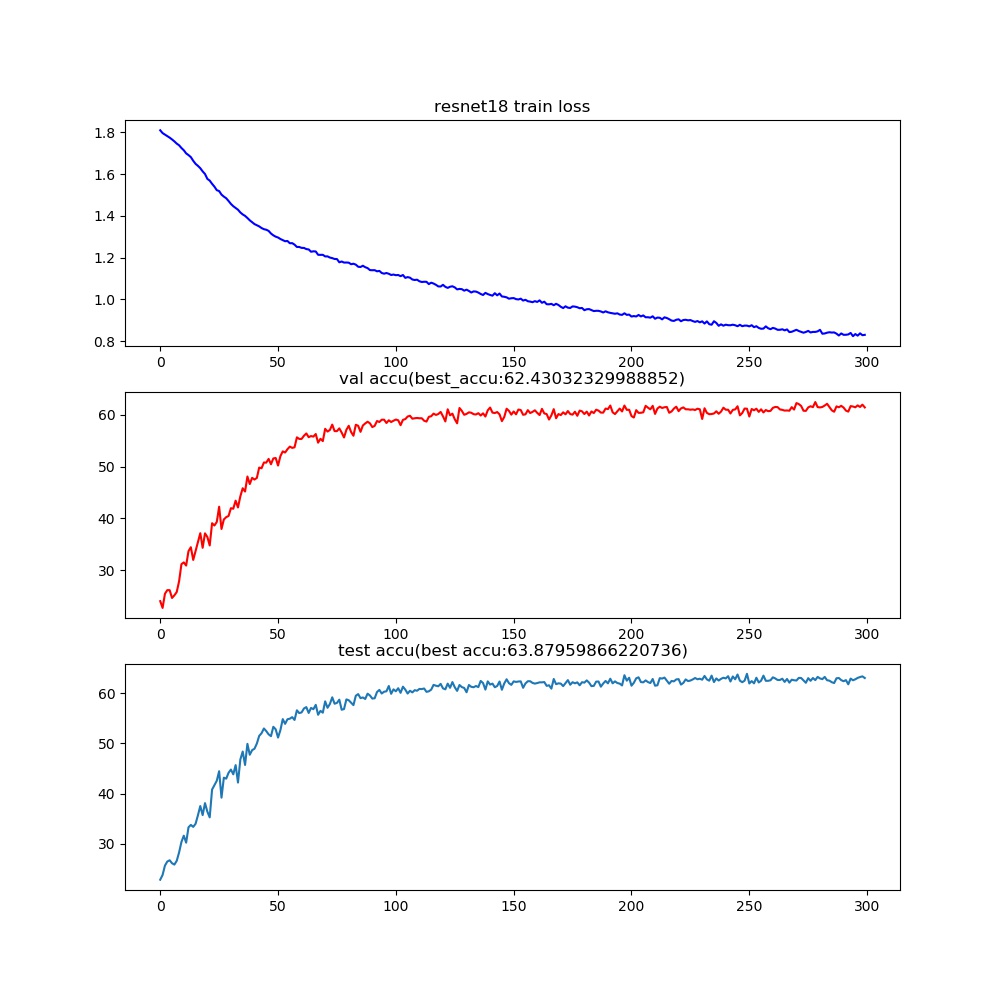 resnet18 train loss
1.8
1.6
1.4
1.2
1.0
0.8
0 50 100 150 200 250 300
val accu(best_accu:62.43032329988852)
60
50
40
30
0 50 100 150 200 250 300
test accu(best accu:63.87959866220736)
60
50
40
30
0 50 100 150 200 250 300